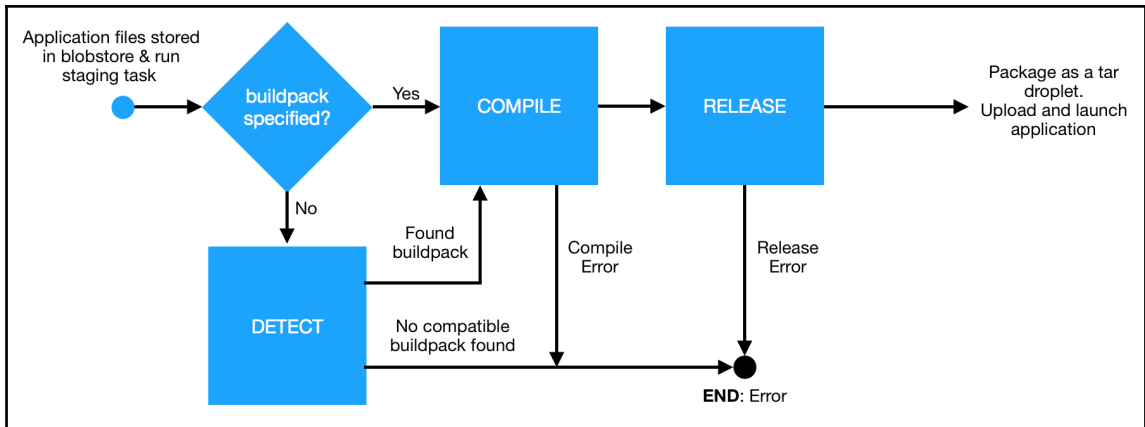 Application files stored
in blobstore & run
staging task
buildpack
specified?
Yes
COMPILE
RELEASE
Package as a tar
droplet.
Upload and launch
application
No
Found
buildpack
Compile
Error
Release
Error
DETECT
No compatible
buildpack found
END: Error